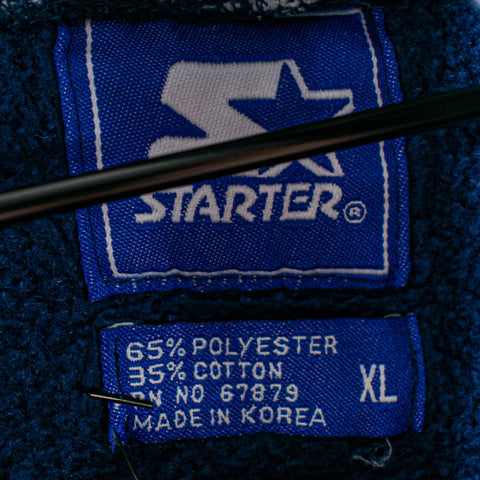 STARTER®
65% POLYESTER
35% COTTON
RN NO 67879
MADE IN KOREA
XL